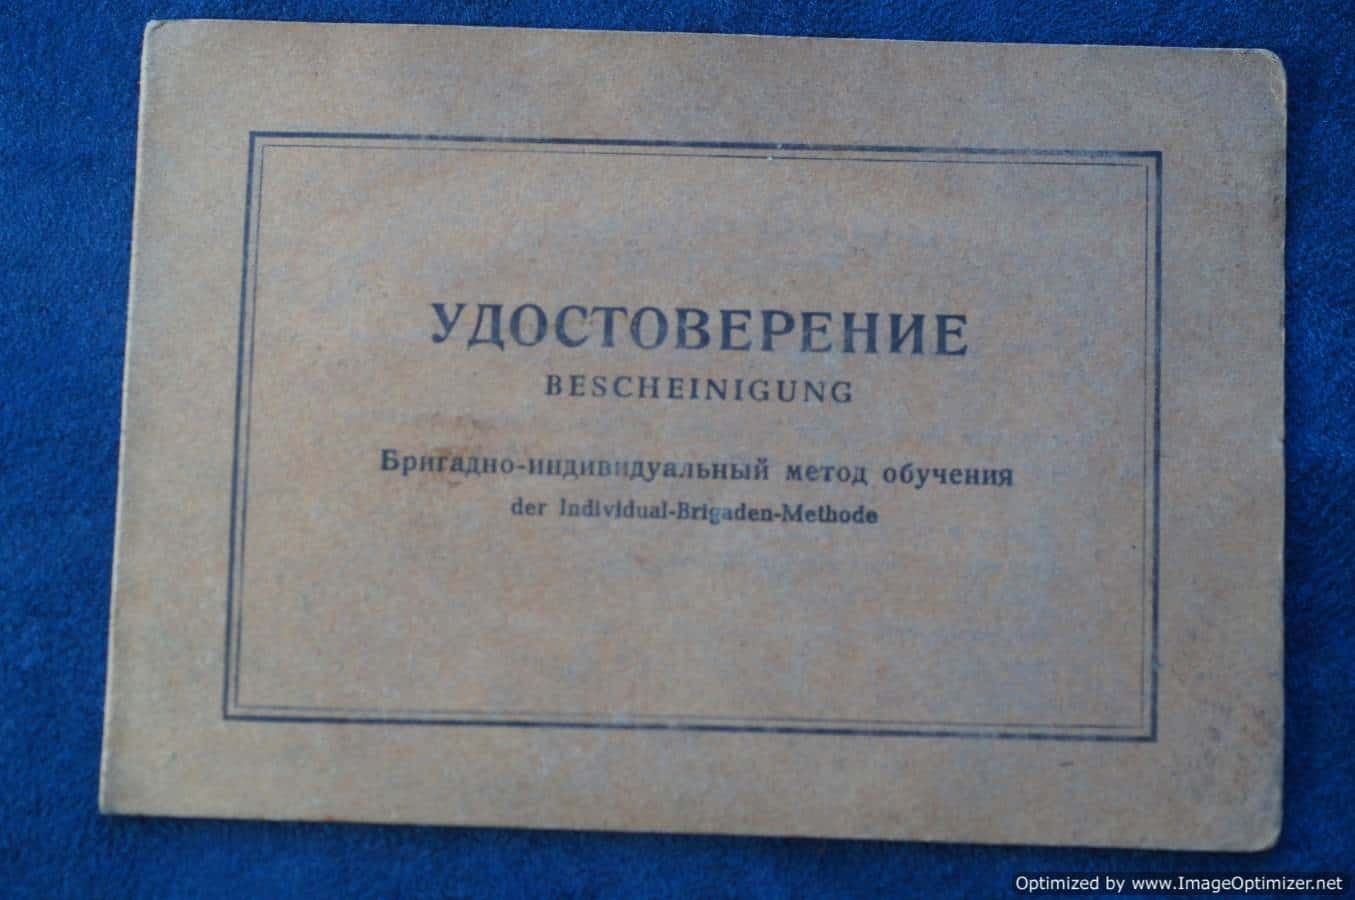 УДОСТОВЕРЕНИЕ
BESCHEINIGUNG
Бригадно-индивидуальный метод обучения
der Individual-Brigaden-Methode
Optimized by www.ImageOptimizer.net